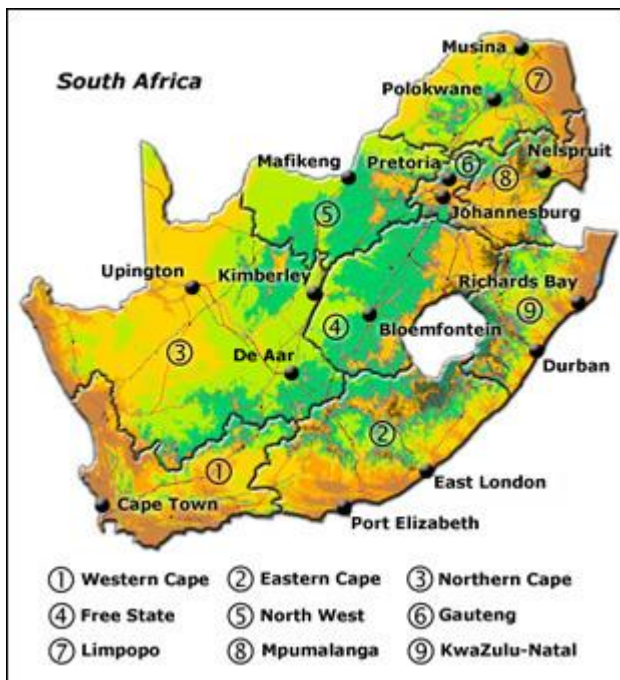 South Africa
Musina
⑦
Polokwane
Mafikeng
Pretoria
⑥
Nelspruit
⑧
Johannesburg
⑤
Upington
Kimberley
Richards Bay
④
Bloemfontein
⑨
③
De Aar
Durban
②
①
East London
Cape Town
Port Elizabeth
① Western Cape ② Eastern Cape ③ Northern Cape
④ Free State ⑤ North West ⑥ Gauteng
⑦ Limpopo ⑧ Mpumalanga ⑨ KwaZulu-Natal